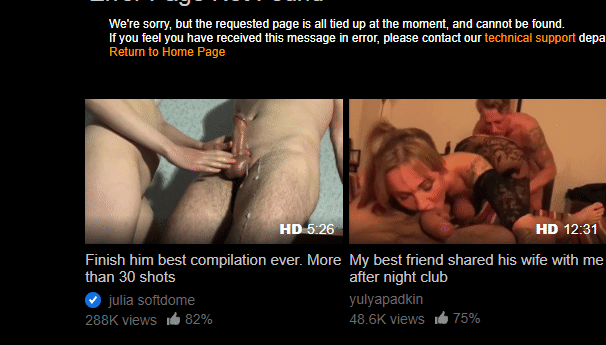 We're sorry, but the requested page is all tied up at the moment, and cannot be found.
If you feel you have received this message in error, please contact our technical support depa
Return to Home Page
HD 5:26
HD 12:31
Finish him best compilation ever. More
than 30 shots
julia softdome
288K views 82%
My best friend shared his wife with me
after night club
yulyapadkin
48.6K views 75%